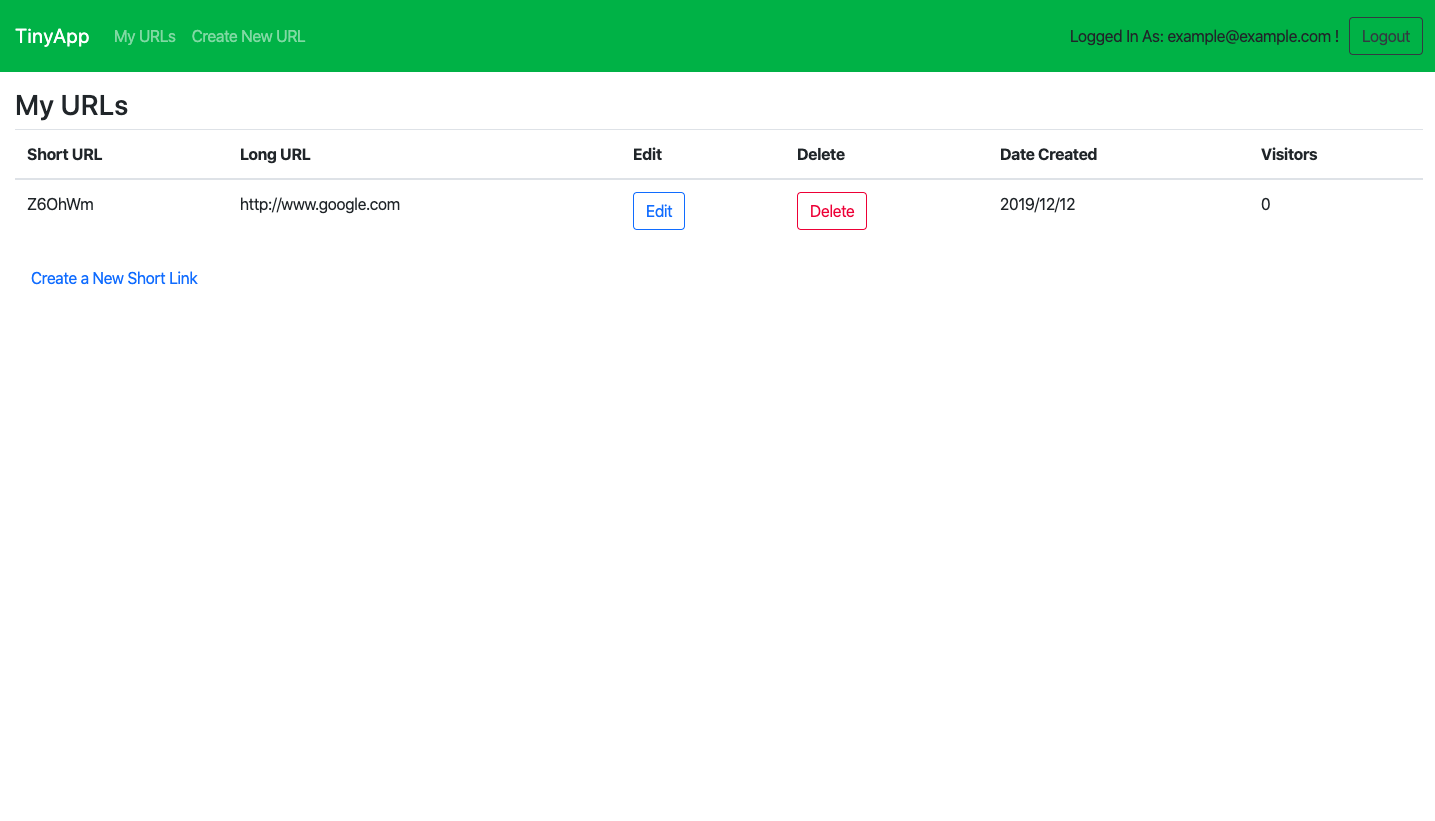 TinyApp My URLs Create New URL Logged In As: example@example.com ! Logout
My URLs
Short URL Long URL Edit Delete Date Created Visitors
Z6OhWm http://www.google.com Edit Delete 2019/12/12 0
Create a New Short Link